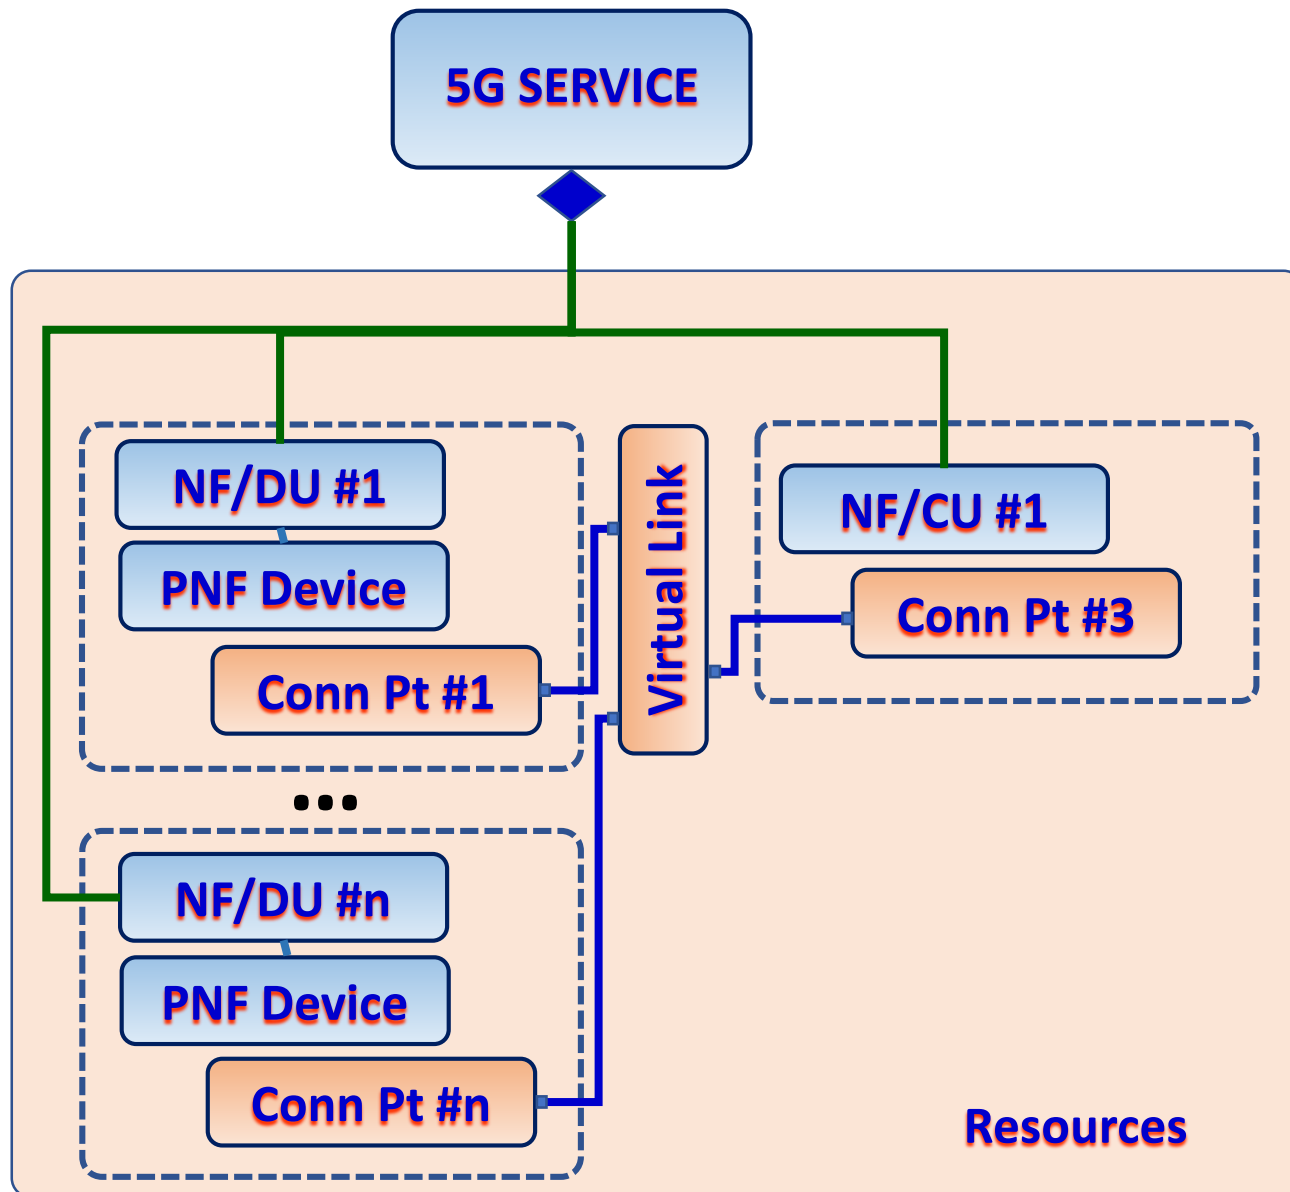 5G SERVICE
NF/DU #1
PNF Device
Conn Pt #1
Virtual Link
NF/CU #1
Conn Pt #3
...
NF/DU #n
PNF Device
Conn Pt #n
Resources